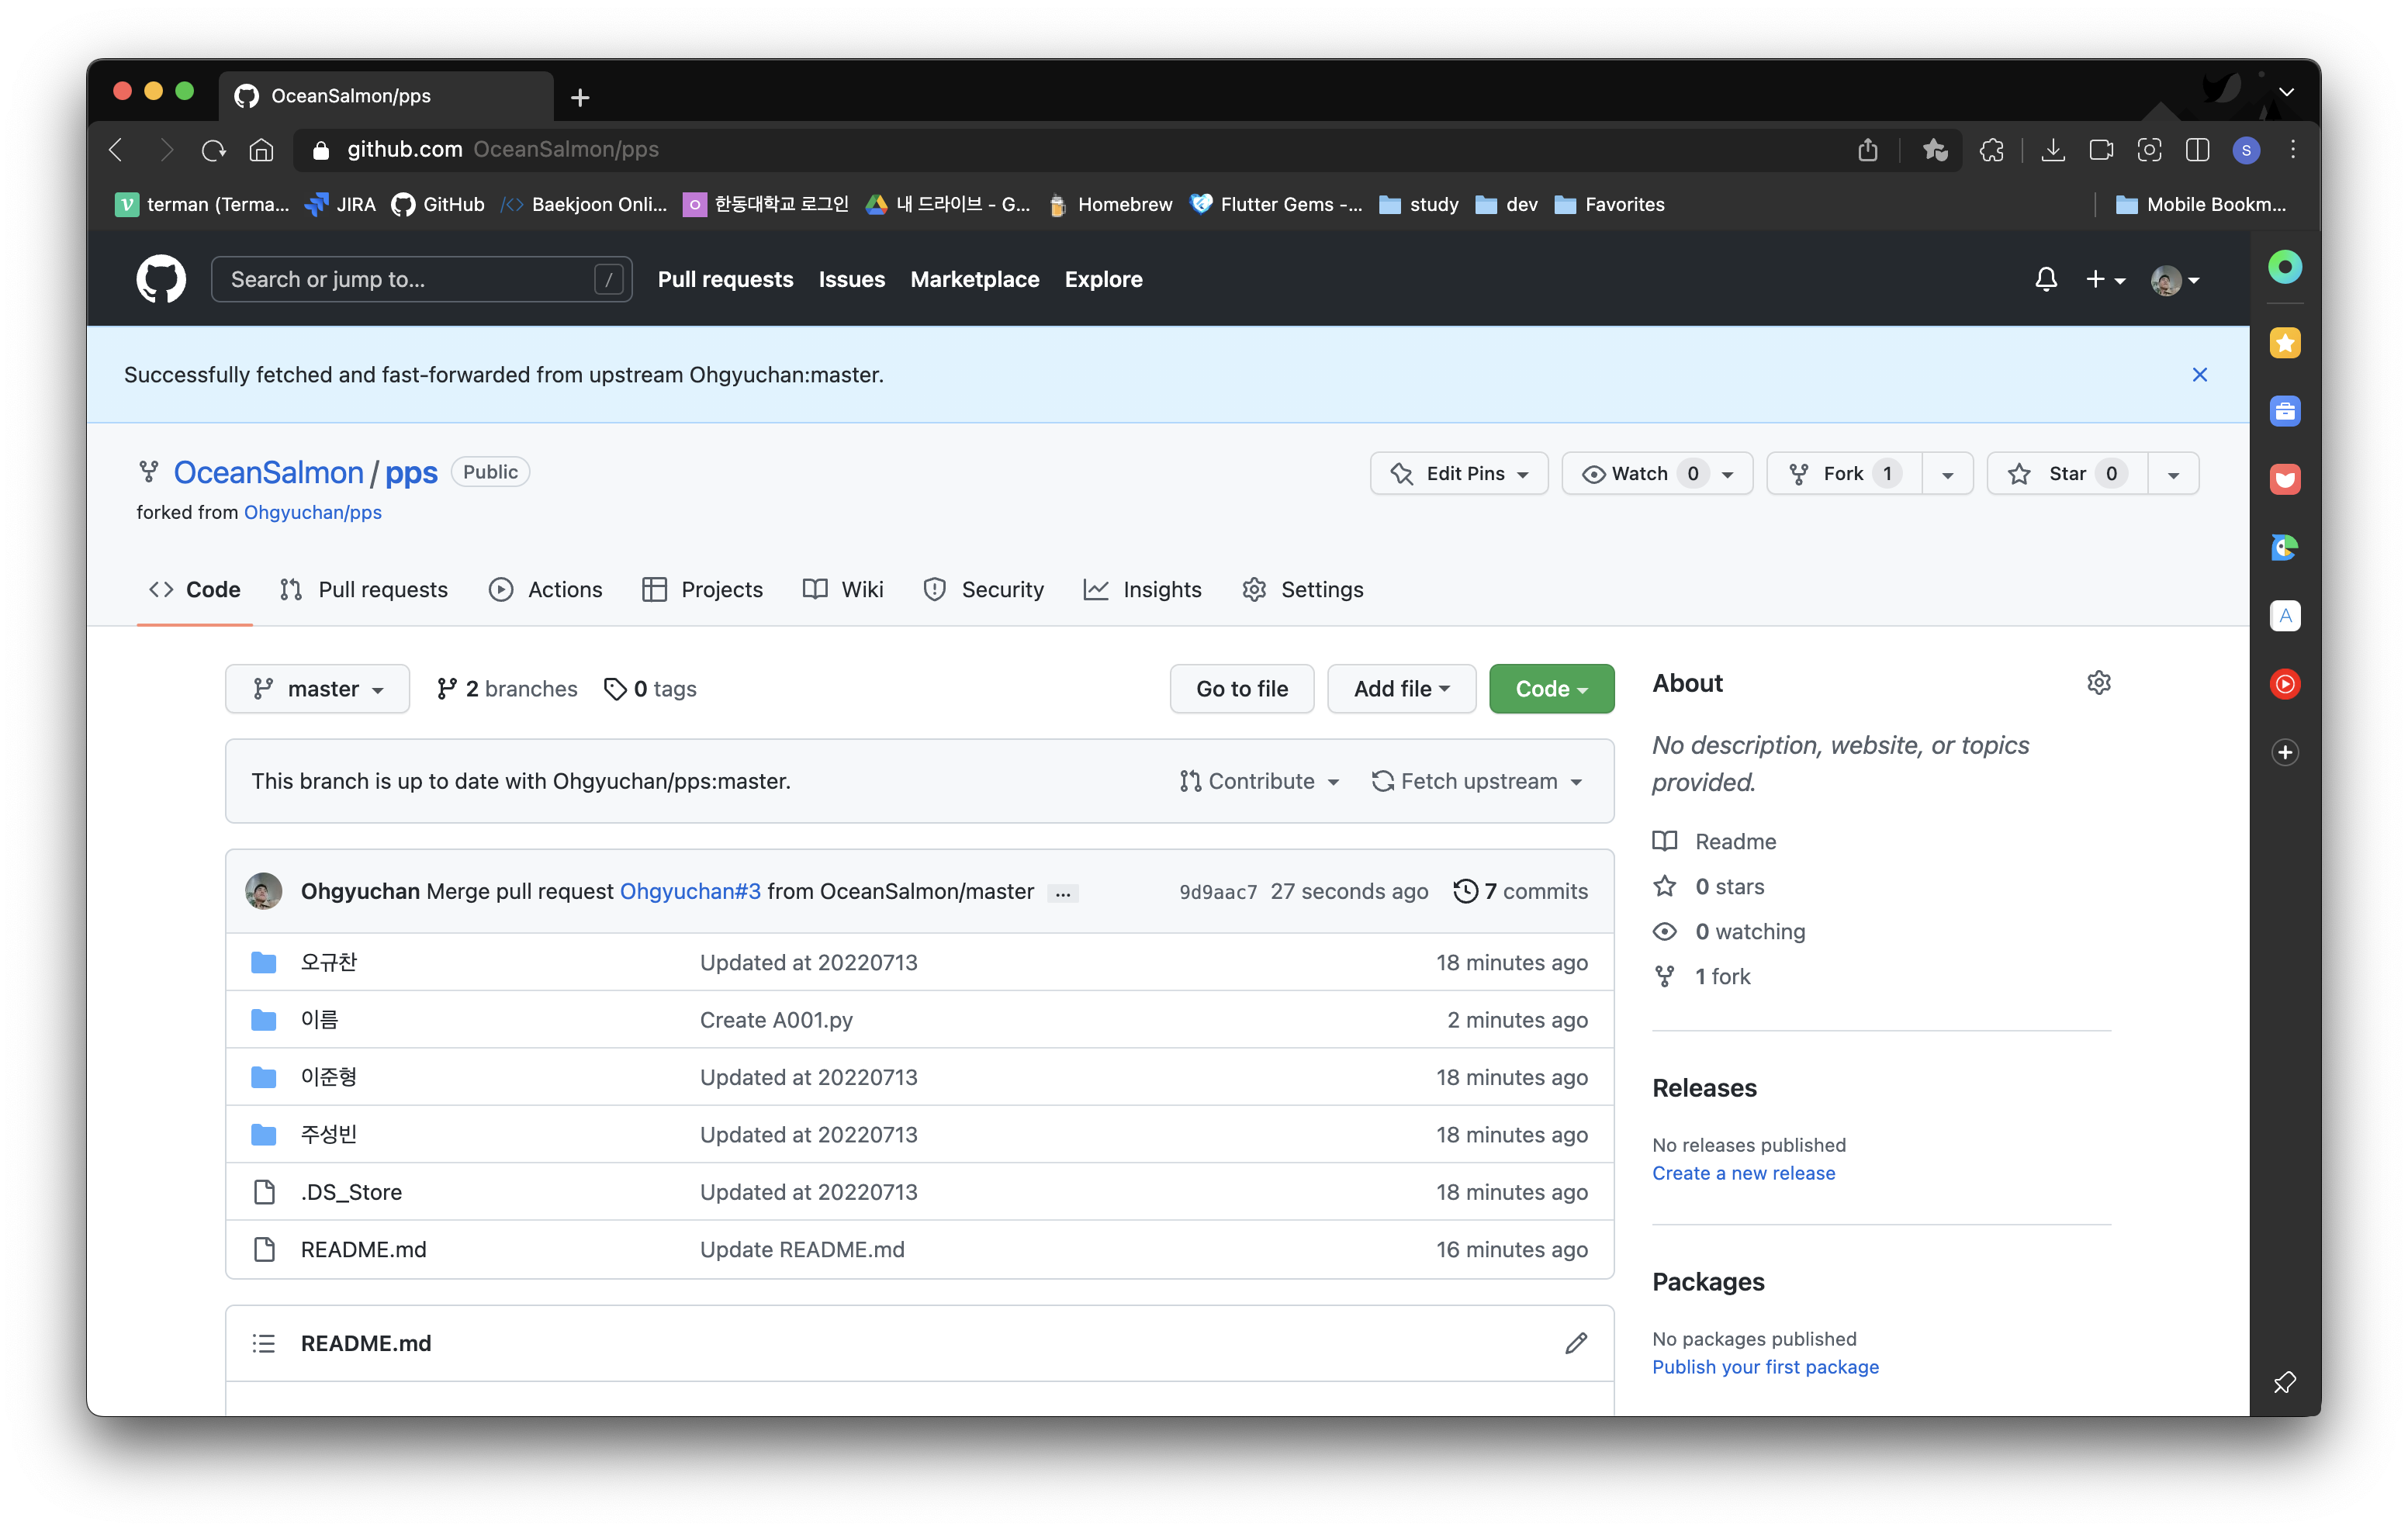 OceanSalmon/pps
github.com OceanSalmon/pps
S
terman (Terma... JIRA GitHub Baekjoon Onli... 한동대학교 로그인 내 드라이브 - G... Homebrew Flutter Gems -... study dev Favorites Mobile Bookm...
Search or jump to... / Pull requests Issues Marketplace Explore
Successfully fetched and fast-forwarded from upstream Ohgyuchan:master.
OceanSalmon / pps Public Edit Pins Watch 0 Fork 1 Star 0
forked from Ohgyuchan/pps
Code Pull requests Actions Projects Wiki Security Insights Settings
master 2 branches 0 tags Go to file Add file Code
This branch is up to date with Ohgyuchan/pps:master. Contribute Fetch upstream
Ohgyuchan Merge pull request Ohgyuchan#3 from OceanSalmon/master ... 9d9aac7 27 seconds ago 7 commits
오규찬 Updated at 20220713 18 minutes ago
이름 Create A001.py 2 minutes ago
이준형 Updated at 20220713 18 minutes ago
주성빈 Updated at 20220713 18 minutes ago
.DS_Store Updated at 20220713 18 minutes ago
README.md Update README.md 16 minutes ago
README.md
About
No description, website, or topics
provided.
Readme
0 stars
0 watching
1 fork
Releases
No releases published
Create a new release
Packages
No packages published
Publish your first package